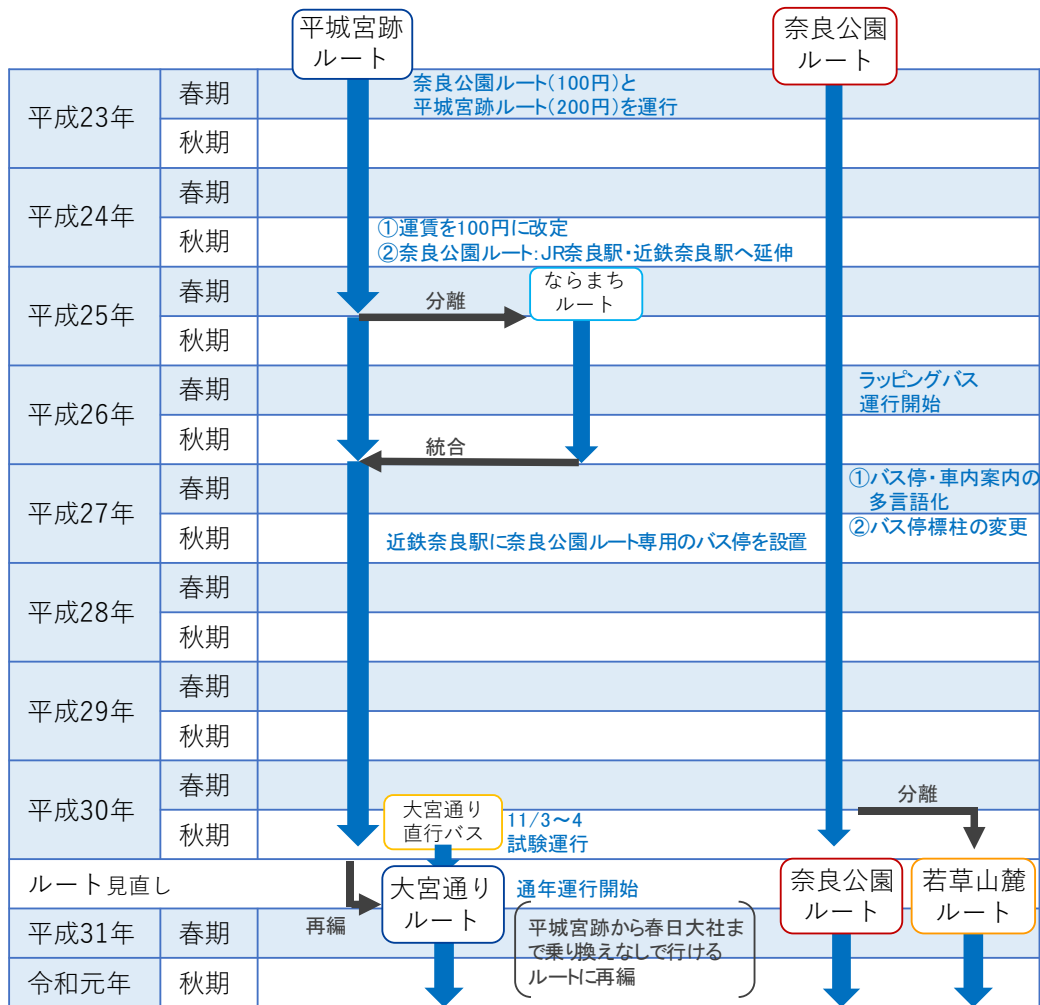 平城宮跡
ルート
奈良公園
ルート
平成23年
春期
奈良公園ルート(100円)と
平城宮跡ルート(200円)を運行
秋期
平成24年
春期
秋期
①運賃を100円に改定
②奈良公園ルート:JR奈良駅・近鉄奈良駅へ延伸
平成25年
春期
分離
ならまち
ルート
秋期
平成26年
春期
ラッピングバス
運行開始
秋期
統合
平成27年
春期
①バス停・車内案内の
多言語化
②バス停標柱の変更
秋期
近鉄奈良駅に奈良公園ルート専用のバス停を設置
平成28年
春期
秋期
平成29年
春期
秋期
平成30年
春期
分離
秋期
大宮通り
直行バス
11/3~4
試験運行
ルート見直し
再編
大宮通り
ルート
通年運行開始
奈良公園
ルート
若草山麓
ルート
平成31年
春期
平城宮跡から春日大社ま
で乗り換えなしで行ける
ルートに再編
令和元年
秋期